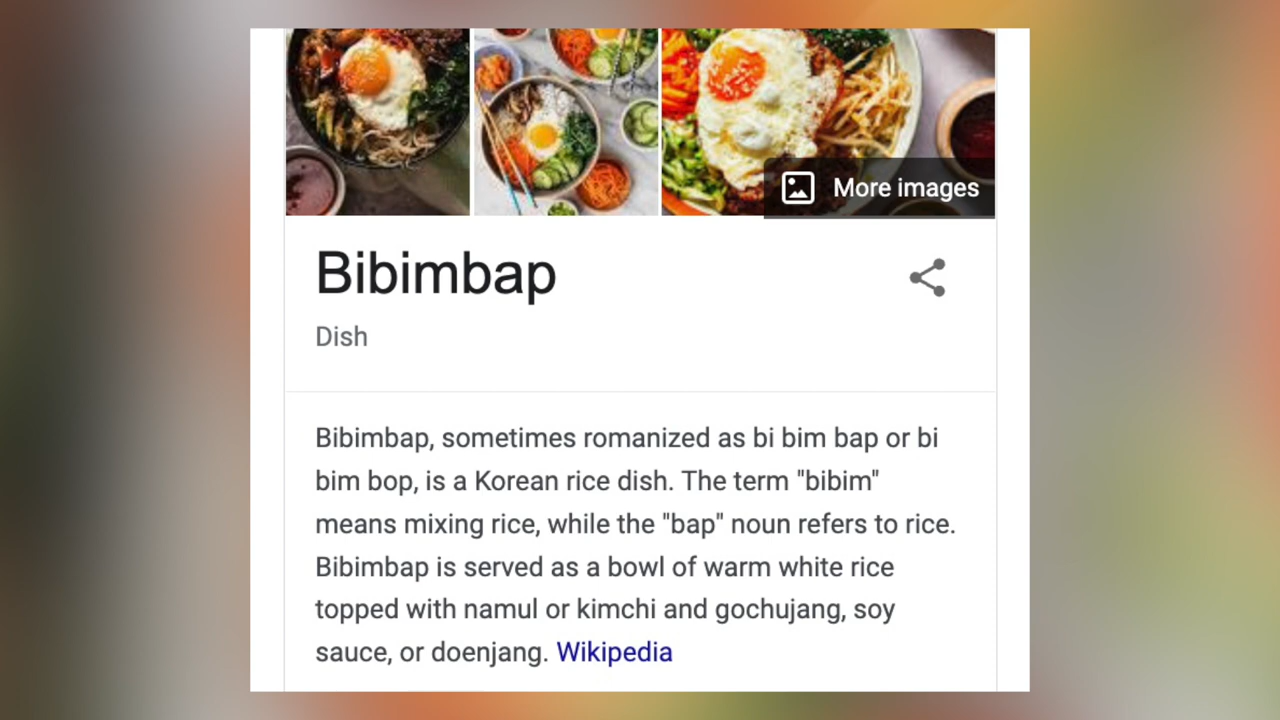 More images
Bibimbap
Dish
Bibimbap, sometimes romanized as bi bim bap or bi
bim bop, is a Korean rice dish. The term "bibim"
means mixing rice, while the "bap" noun refers to rice.
Bibimbap is served as a bowl of warm white rice
topped with namul or kimchi and gochujang, soy
sauce, or doenjang. Wikipedia